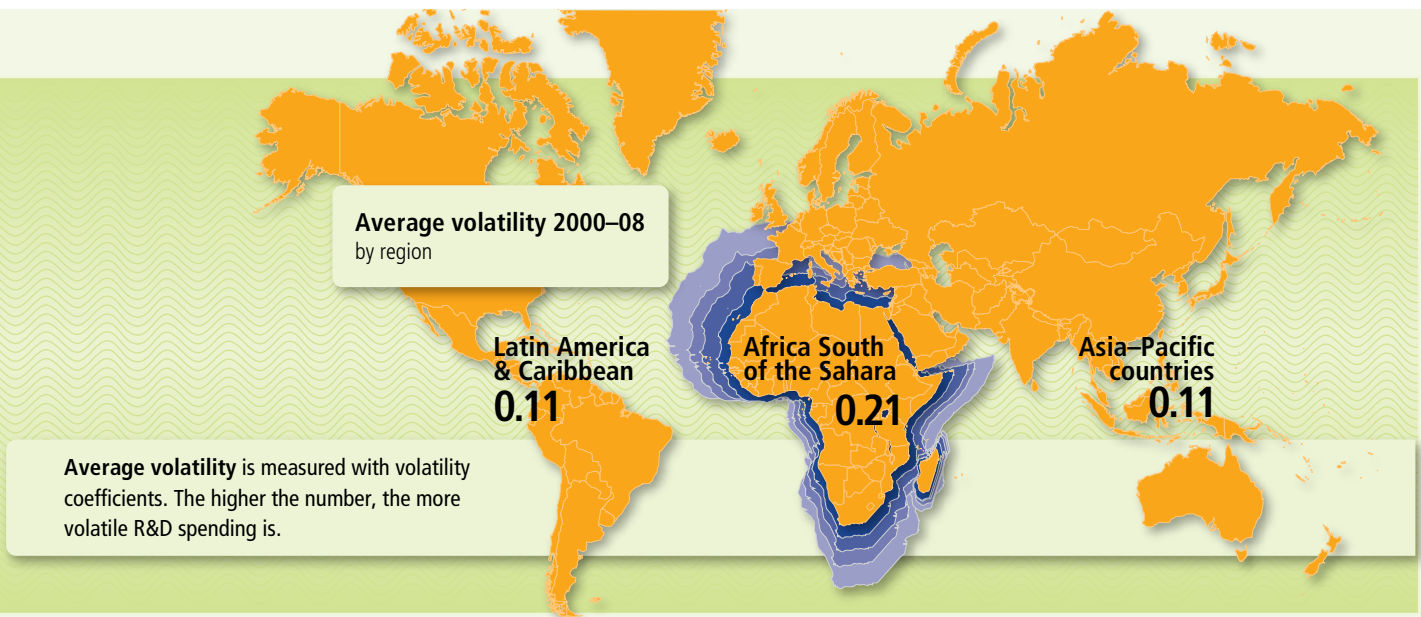 Average volatility 2000–08
by region
Latin America
& Caribbean
0.11
Africa South
of the Sahara
0.21
Asia–Pacific
countries
0.11
Average volatility is measured with volatility
coefficients. The higher the number, the more
volatile R&D spending is.